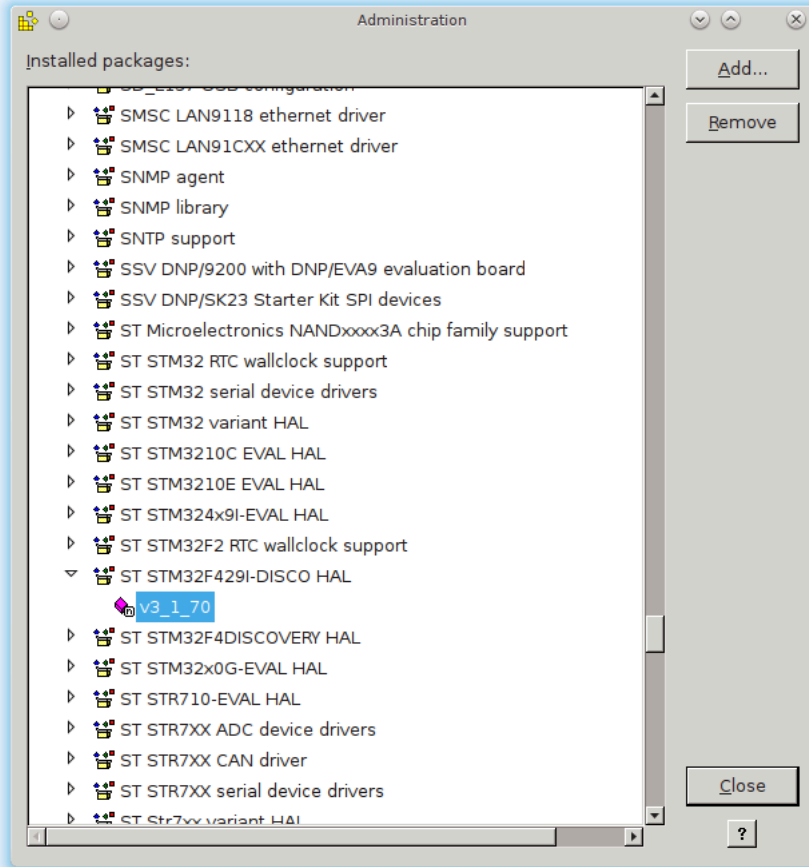 Administration
Installed packages:
Add...
Remove
SMSC LAN9118 ethernet driver
SMSC LAN91CXX ethernet driver
SNMP agent
SNMP library
SNTP support
SSV DNP/9200 with DNP/EVA9 evaluation board
SSV DNP/SK23 Starter Kit SPI devices
ST Microelectronics NANDxxxx3A chip family support
ST STM32 RTC wallclock support
ST STM32 serial device drivers
ST STM32 variant HAL
ST STM3210C EVAL HAL
ST STM3210E EVAL HAL
ST STM324x9I-EVAL HAL
ST STM32F2 RTC wallclock support
ST STM32F429I-DISCO HAL
v3_1_70
ST STM32F4DISCOVERY HAL
ST STM32x0G-EVAL HAL
ST STR710-EVAL HAL
ST STR7XX ADC device drivers
ST STR7XX CAN driver
ST STR7XX serial device drivers
ST Str7xx variant HAL
Close
?